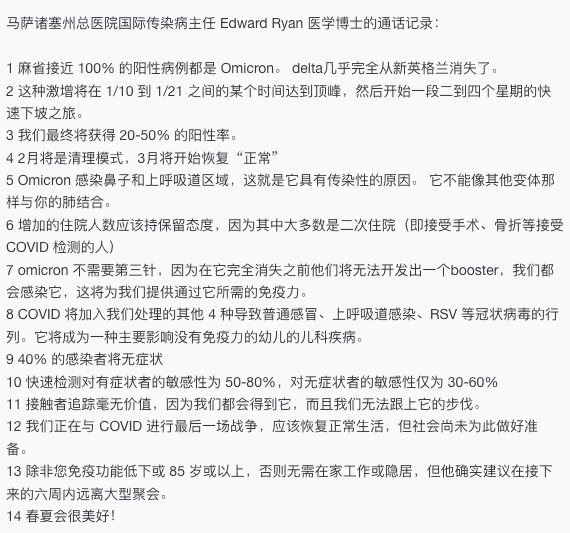 马萨诸塞州总医院国际传染病主任 Edward Ryan 医学博士的通话记录：
1 麻省接近 100% 的阳性病例都是 Omicron。 delta几乎完全从新英格兰消失了。
2 这种激增将在 1/10 到 1/21 之间的某个时间达到顶峰，然后开始一段二到四个星期的快
速下坡之旅。
3 我们最终将获得 20-50% 的阳性率。
4 2月将是清理模式，3月将开始恢复“正常”
5 Omicron 感染鼻子和上呼吸道区域，这就是它具有传染性的原因。 它不能像其他变体那
样与你的肺结合。
6 增加的住院人数应该持保留态度，因为其中大多数是二次住院（即接受手术、骨折等接受
COVID 检测的人）
7 omicron 不需要第三针，因为在它完全消失之前他们将无法开发出一个booster，我们都
会感染它，这将为我们提供通过它所需的免疫力。
8 COVID 将加入我们处理的其他 4 种导致普通感冒、上呼吸道感染、RSV 等冠状病毒的行
列。它将成为一种主要影响没有免疫力的幼儿的儿科疾病。
9 40% 的感染者将无症状
10 快速检测对有症状者的敏感性为 50-80%，对无症状者的敏感性仅为 30-60%
11 接触者追踪毫无价值，因为我们都会得到它，而且我们无法跟上它的步伐。
12 我们正在与 COVID 进行最后一场战争，应该恢复正常生活，但社会尚未为此做好准
备。
13 除非您免疫功能低下或 85 岁或以上，否则无需在家工作或隐居，但他确实建议在接下
来的六周内远离大型聚会。
14 春夏会很美好！